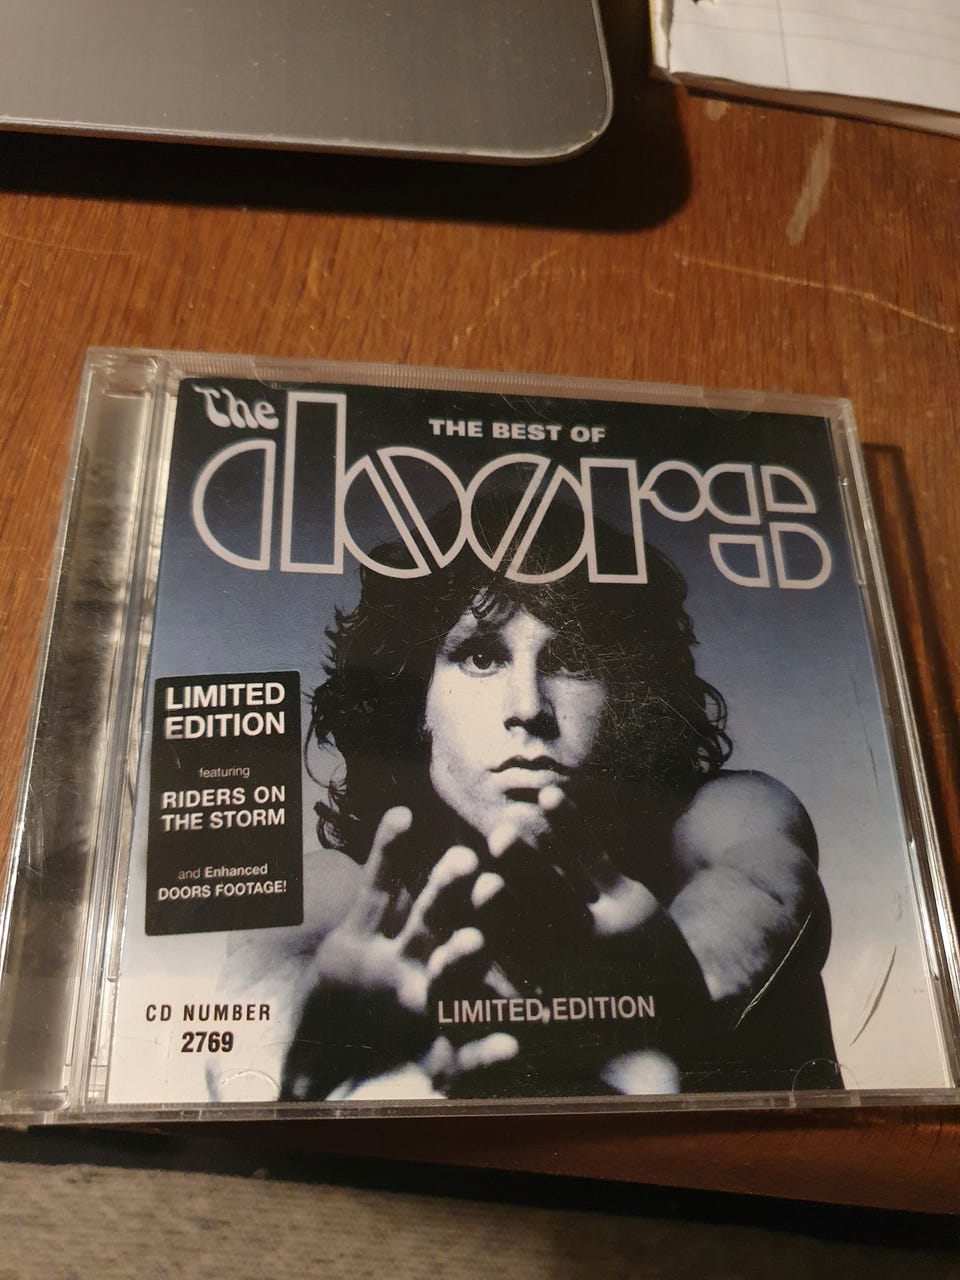 The
THE BEST OF
doors
LIMITED
EDITION
featuring
RIDERS ON
THE STORM
and Enhanced
DOORS FOOTAGE!
CD NUMBER
2769
LIMITED EDITION